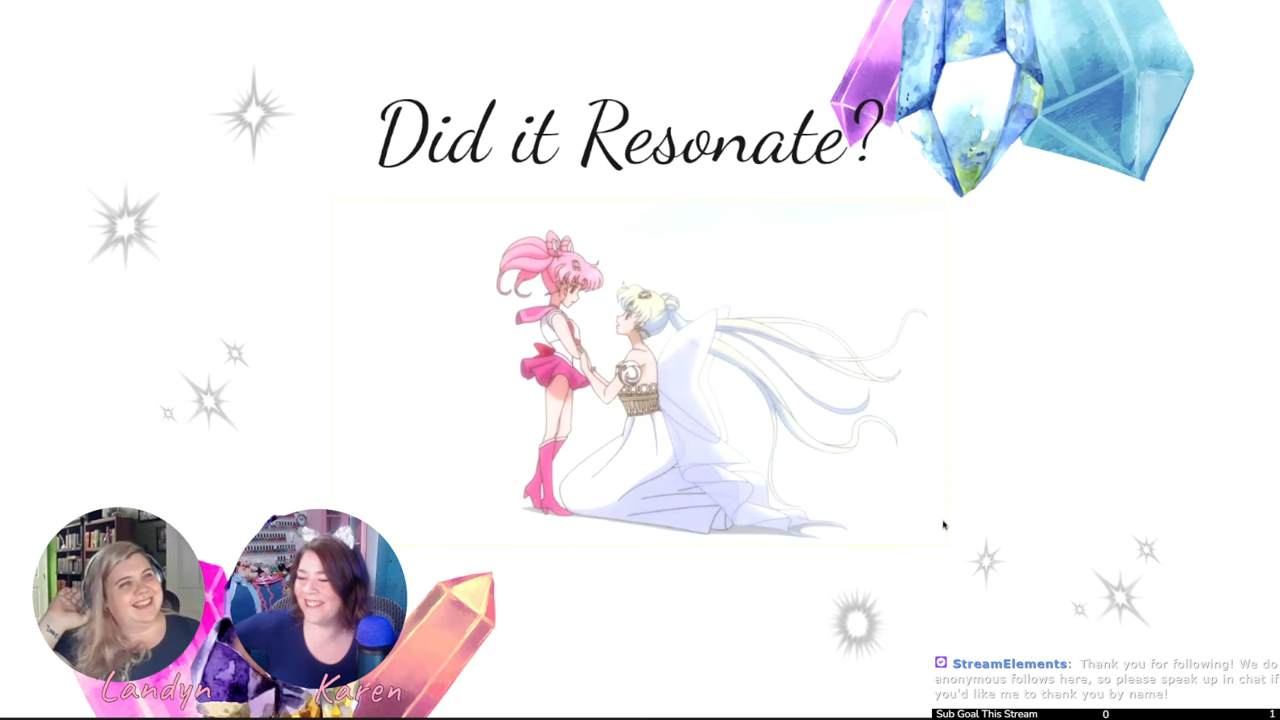 Did it Resonate?
Landyn
Karen
StreamElements: Thank you for following! We do
anonymous follows here, so please speak up in chat if
you'd like me to thank you by name!
Sub Goal This Stream 0 1